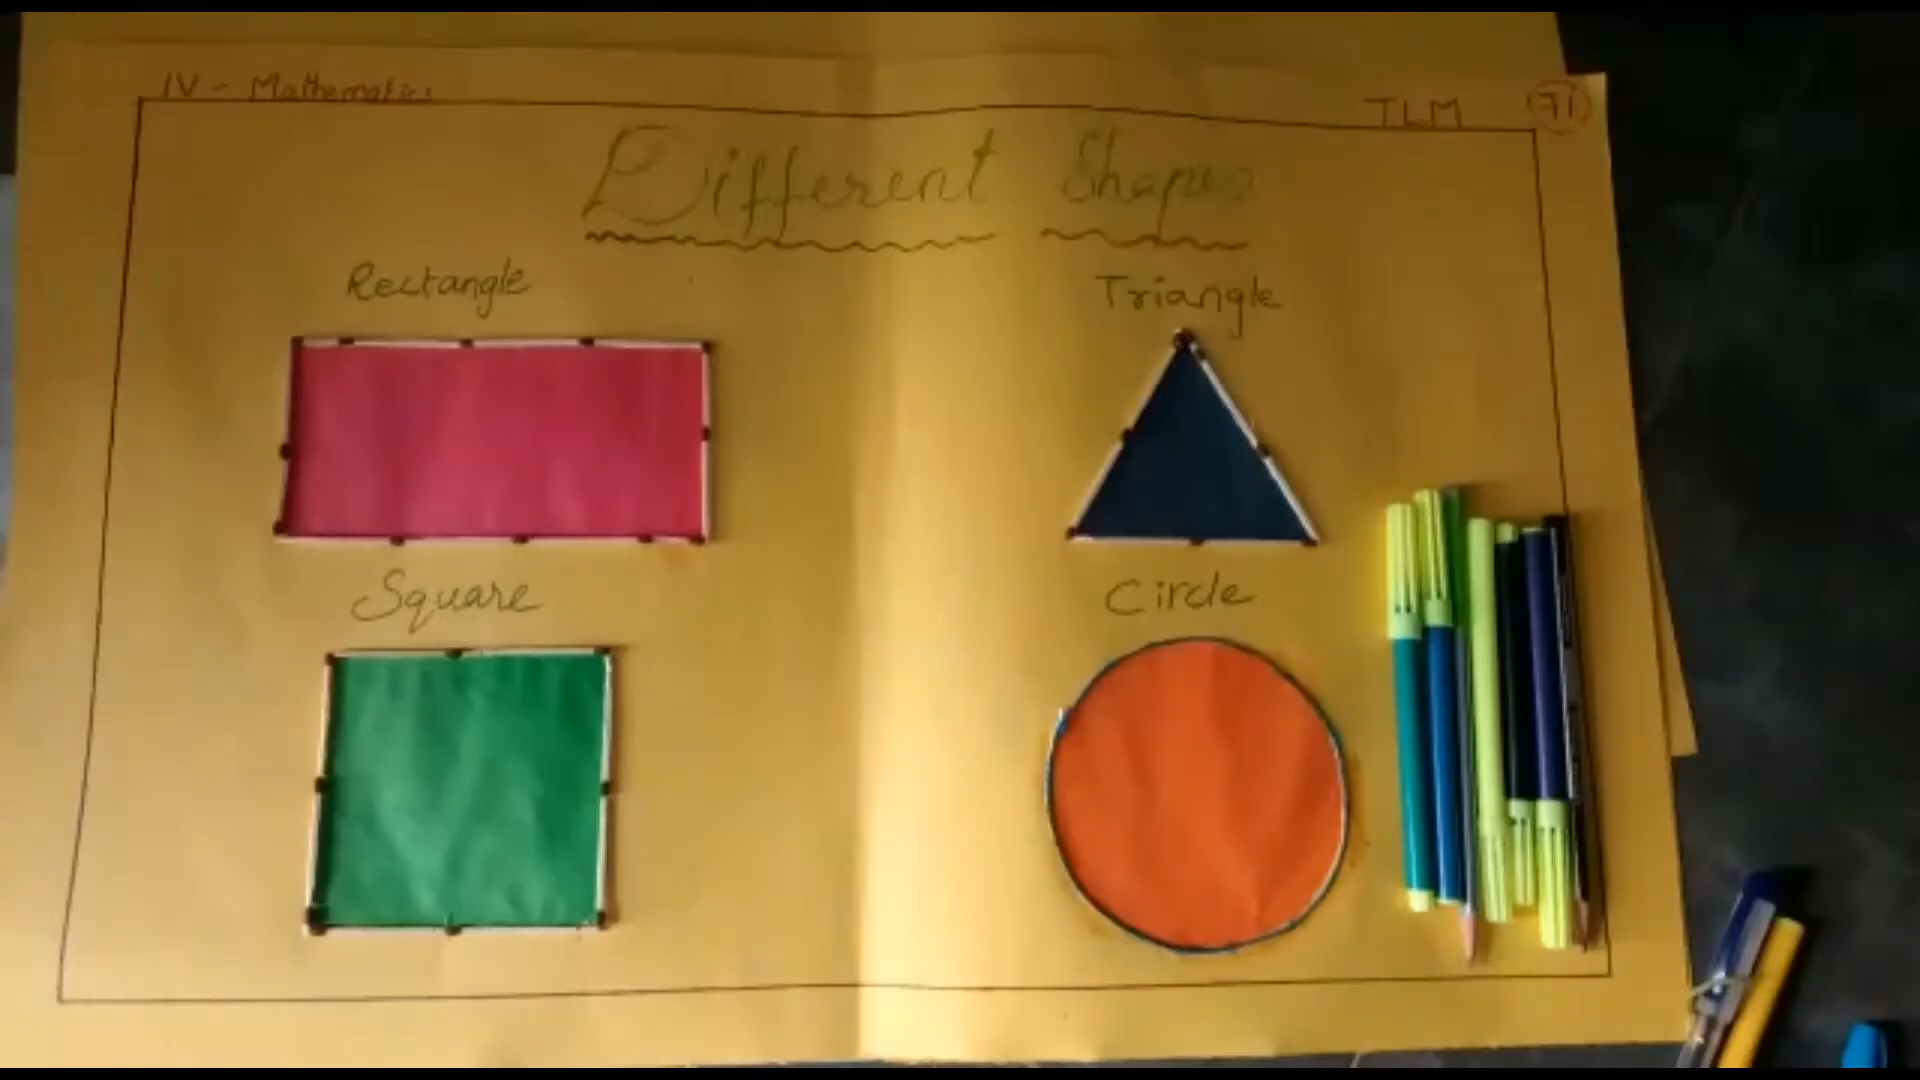 IV - Mathematics
TLM 71
Different Shapes
Rectangle
Triangle
Square
Circle